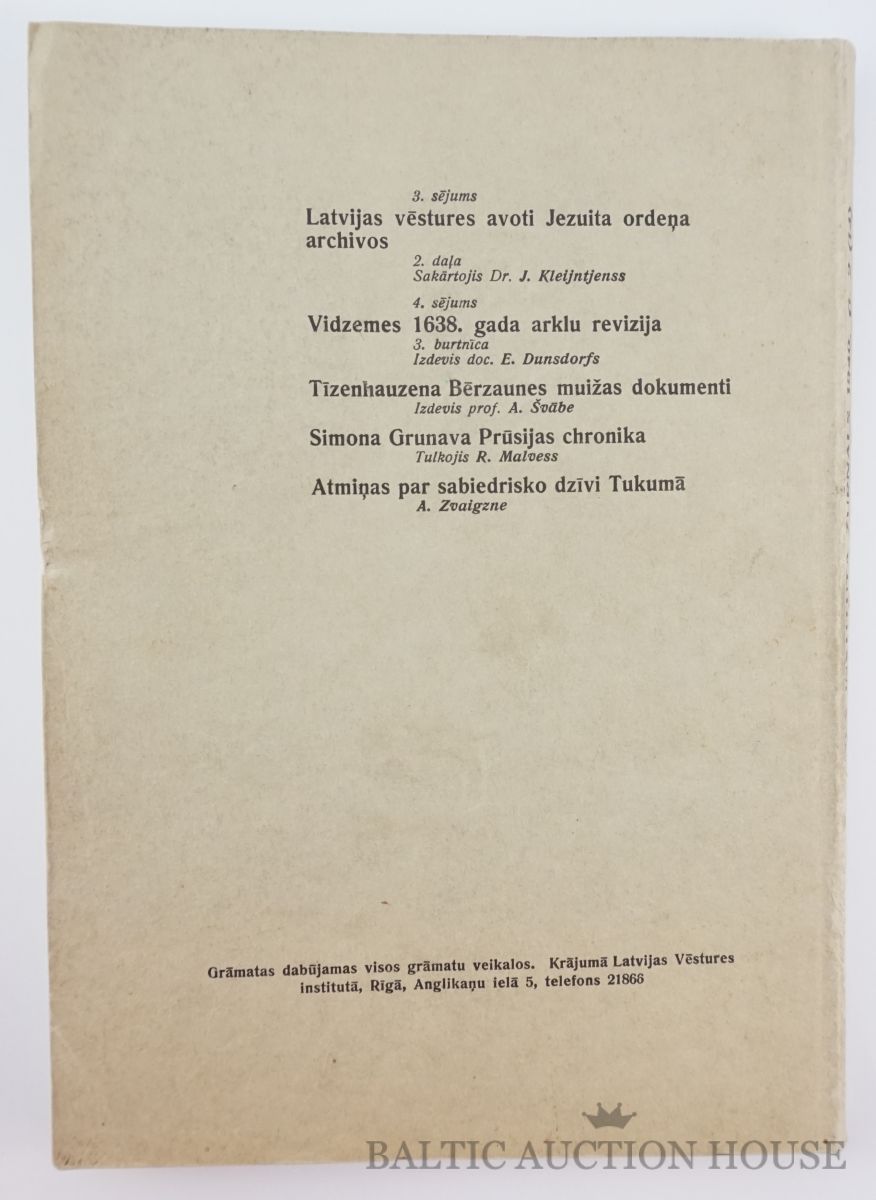 3. sējums
Latvijas vēstures avoti Jezuita ordeņa
archivos
2. daļa
Sakārtojis Dr. J. Kleijntjenss
4. sējums
Vidzemes 1638. gada arklu revizija
3. burtnīca
Izdevis doc. E. Dunsdorfs
Tīzenhauzena Bērzaunes muižas dokumenti
Izdevis prof. A. Švābe
Simona Grunava Prūsijas chronika
Tulkojis R. Malvess
Atmiņas par sabiedrisko dzīvi Tukumā
A. Zvaigzne
Grāmatas dabūjamas visos grāmatu veikalos. Krājumā Latvijas Vēstures
institutā, Rīgā, Anglikaņu ielā 5, telefons 21866
BALTIC AUCTION HOUSE